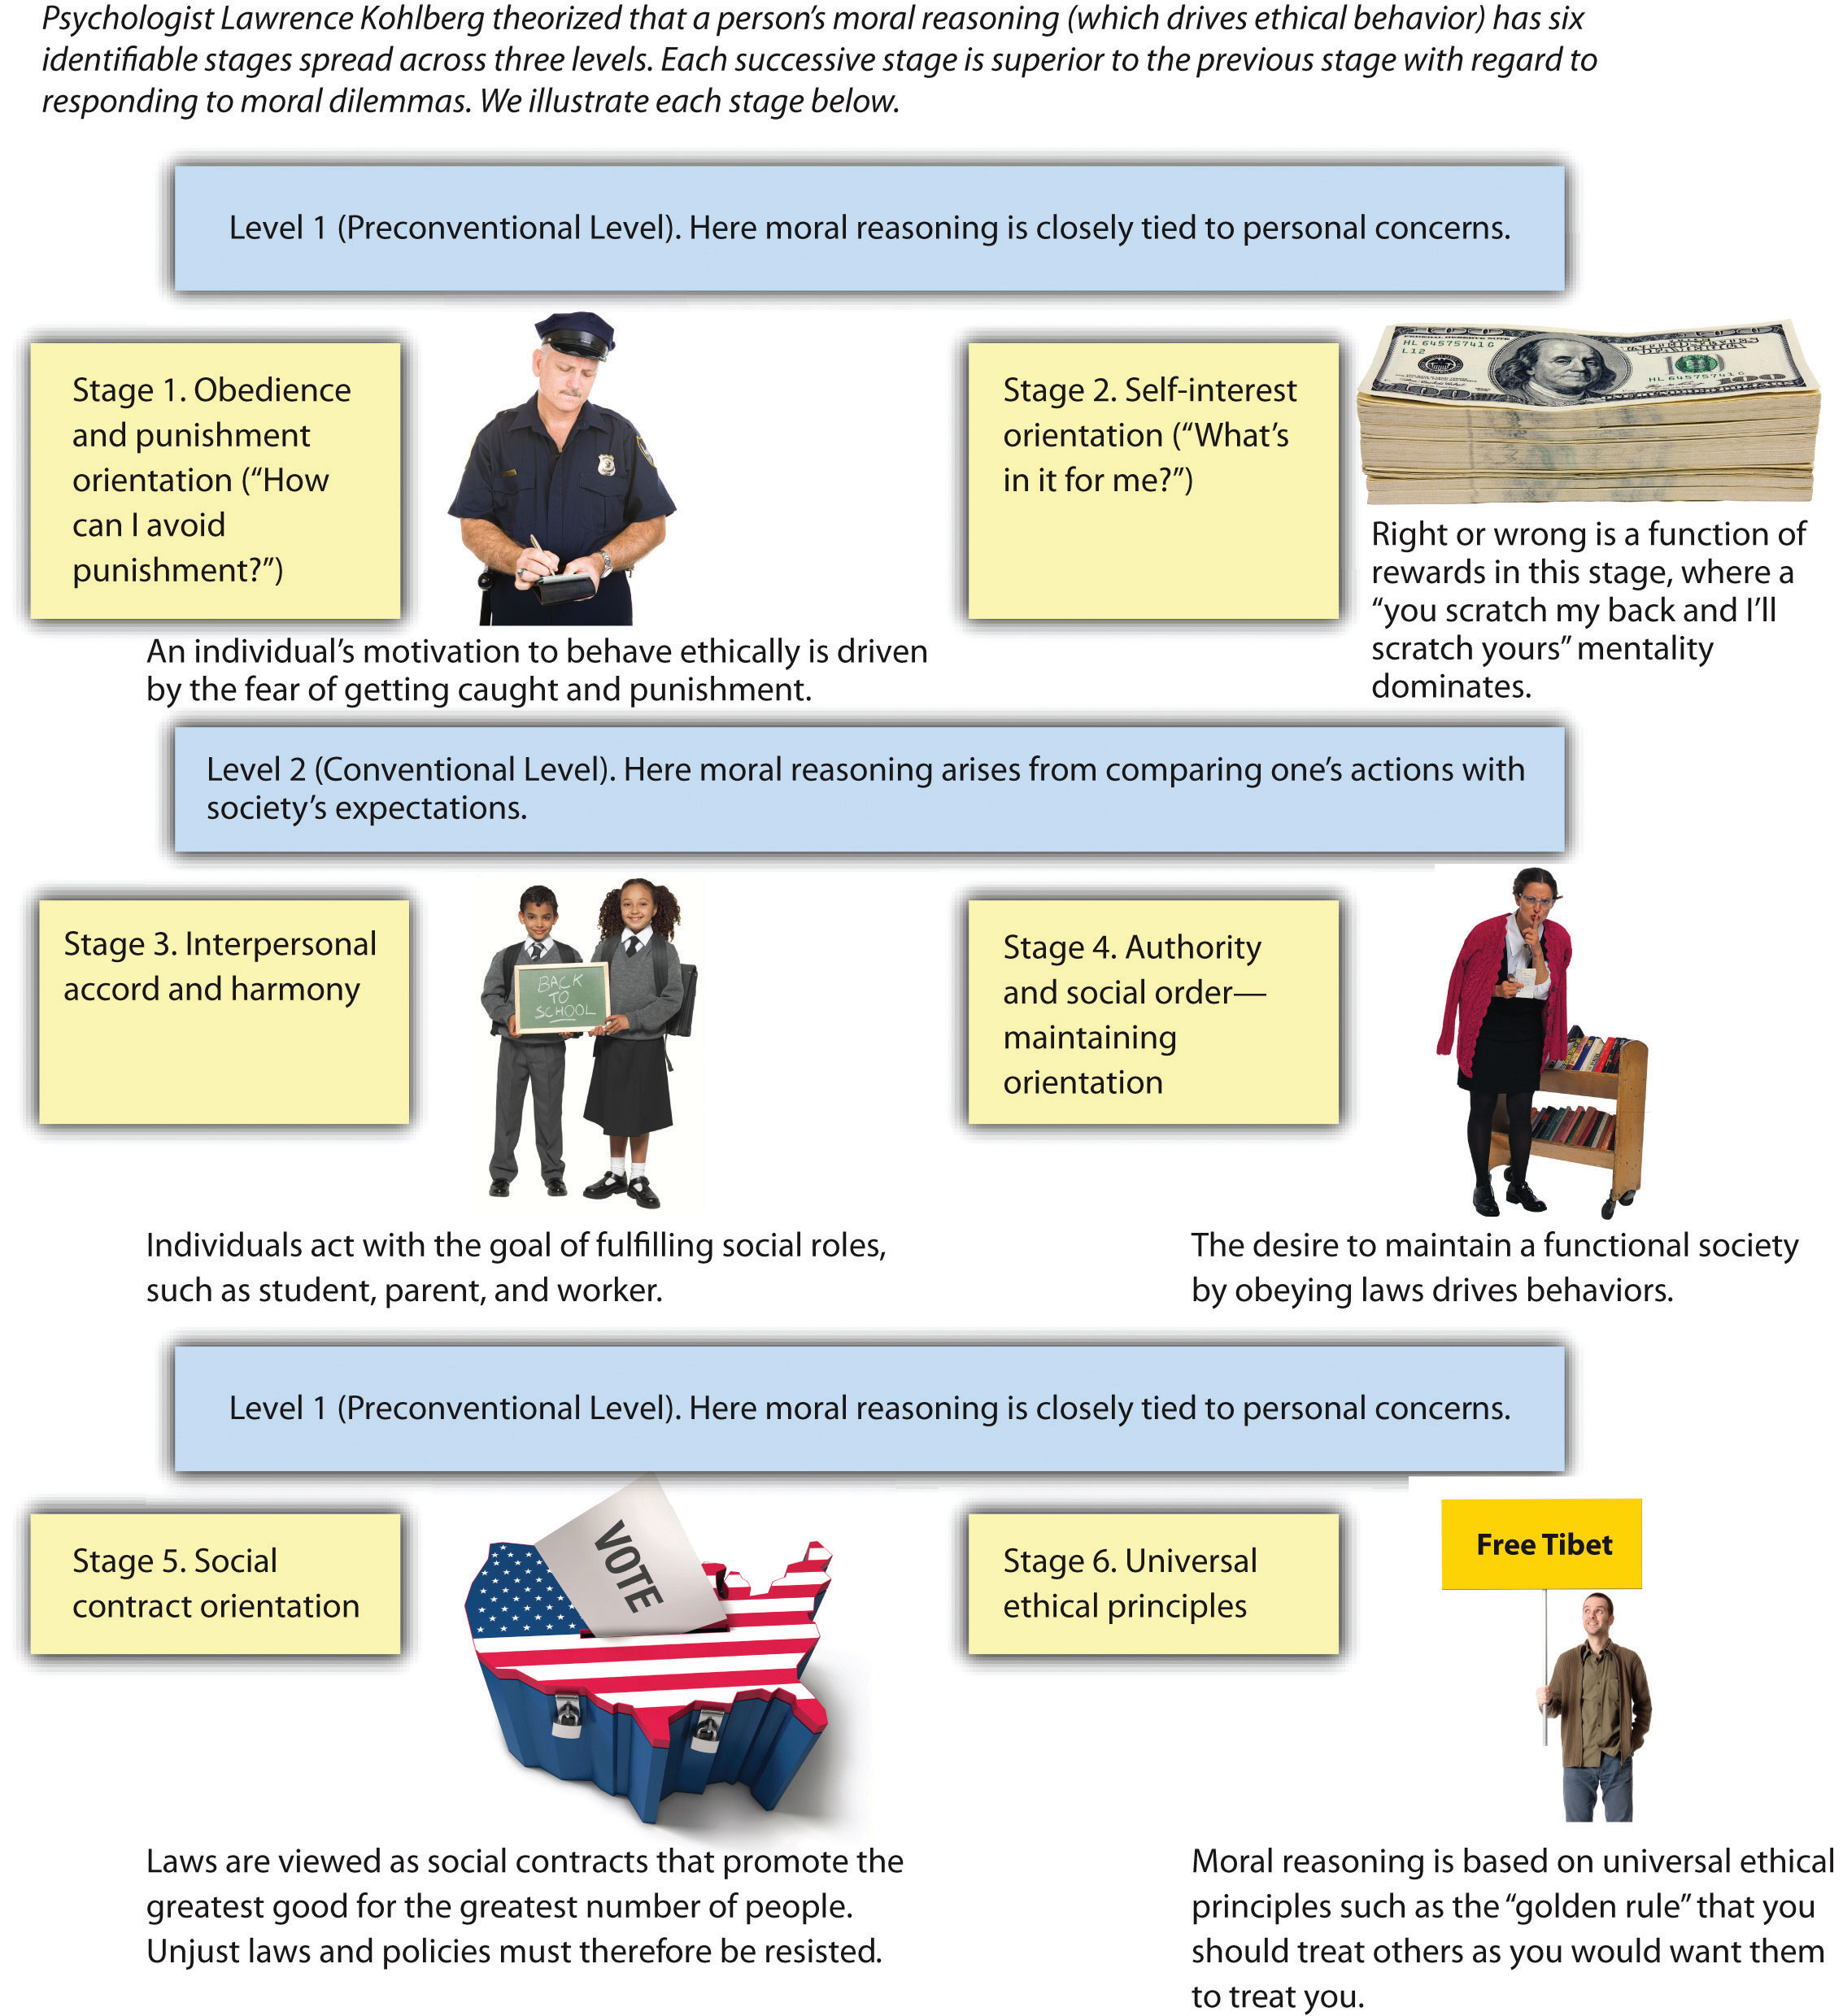 Psychologist Lawrence Kohlberg theorized that a person’s moral reasoning (which drives ethical behavior) has six
identifiable stages spread across three levels. Each successive stage is superior to the previous stage with regard to
responding to moral dilemmas. We illustrate each stage below.
Level 1 (Preconventional Level). Here moral reasoning is closely tied to personal concerns.
Stage 1. Obedience
and punishment
orientation (“How
can I avoid
punishment?”)
An individual’s motivation to behave ethically is driven
by the fear of getting caught and punishment.
Stage 2. Self-interest
orientation (“What’s
in it for me?”)
HL 64575741 G
L12
HL 64575741 G
100
Right or wrong is a function of
rewards in this stage, where a
“you scratch my back and I’ll
scratch yours” mentality
dominates.
Level 2 (Conventional Level). Here moral reasoning arises from comparing one’s actions with
society’s expectations.
Stage 3. Interpersonal
accord and harmony
BACK
TO
SCHOOL
Individuals act with the goal of fulfilling social roles,
such as student, parent, and worker.
Stage 4. Authority
and social order—
maintaining
orientation
The desire to maintain a functional society
by obeying laws drives behaviors.
Level 1 (Preconventional Level). Here moral reasoning is closely tied to personal concerns.
Stage 5. Social
contract orientation
VOTE
Laws are viewed as social contracts that promote the
greatest good for the greatest number of people.
Unjust laws and policies must therefore be resisted.
Stage 6. Universal
ethical principles
Free Tibet
Moral reasoning is based on universal ethical
principles such as the “golden rule” that you
should treat others as you would want them
to treat you.